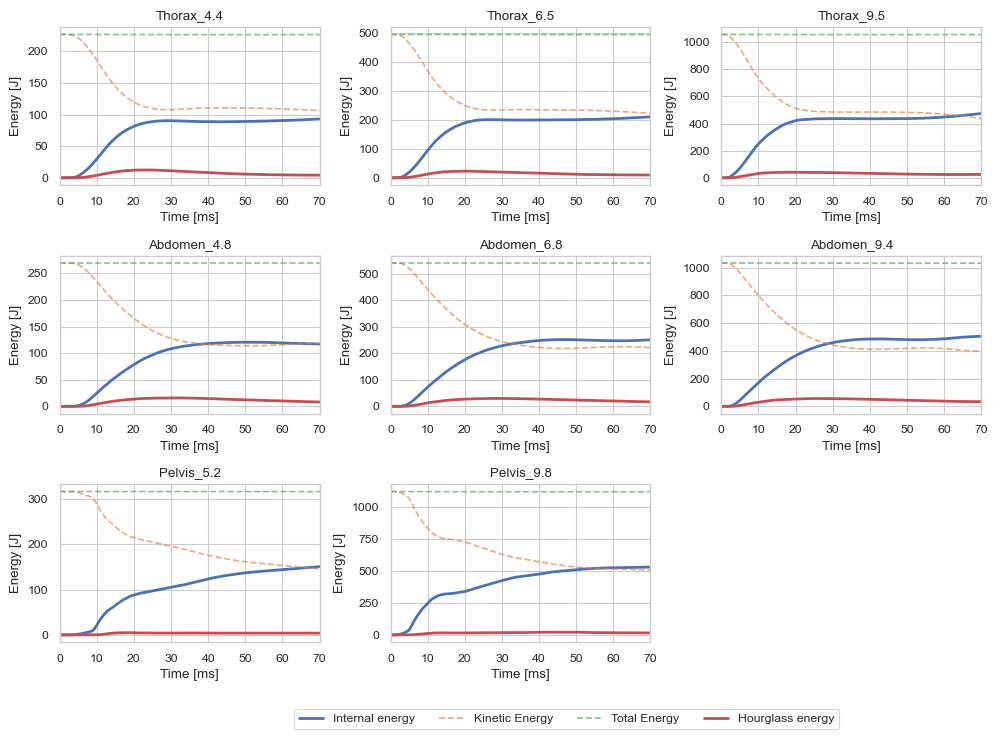 Thorax_4.4
Energy [J]
200
150
100
50
0
0 10 20 30 40 50 60 70
Time [ms]
Thorax_6.5
Energy [J]
500
400
300
200
100
0
0 10 20 30 40 50 60 70
Time [ms]
Thorax_9.5
Energy [J]
1000
800
600
400
200
0
0 10 20 30 40 50 60 70
Time [ms]
Abdomen_4.8
Energy [J]
250
200
150
100
50
0
0 10 20 30 40 50 60 70
Time [ms]
Abdomen_6.8
Energy [J]
500
400
300
200
100
0
0 10 20 30 40 50 60 70
Time [ms]
Abdomen_9.4
Energy [J]
1000
800
600
400
200
0
0 10 20 30 40 50 60 70
Time [ms]
Pelvis_5.2
Energy [J]
300
200
100
0
0 10 20 30 40 50 60 70
Time [ms]
Pelvis_9.8
Energy [J]
1000
750
500
250
0
0 10 20 30 40 50 60 70
Time [ms]
Internal energy Kinetic Energy Total Energy Hourglass energy